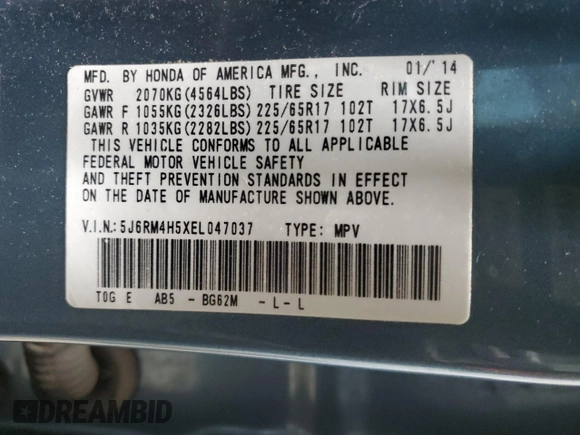 MFD. BY HONDA OF AMERICA MFG., INC. 01/'14
GVWR 2070KG(4564LBS) TIRE SIZE RIM SIZE
GAWR F 1055KG(2326LBS) 225/65R17 102T 17X6.5J
GAWR R 1035KG(2282LBS) 225/65R17 102T 17X6.5J
THIS VEHICLE CONFORMS TO ALL APPLICABLE
FEDERAL MOTOR VEHICLE SAFETY
AND THEFT PREVENTION STANDARDS IN EFFECT
ON THE DATE OF MANUFACTURE SHOWN ABOVE.
V.I.N.: 5J6RM4H5XEL047037 TYPE: MPV
T0G E AB5 - BG62M - L - L
DREAMBID